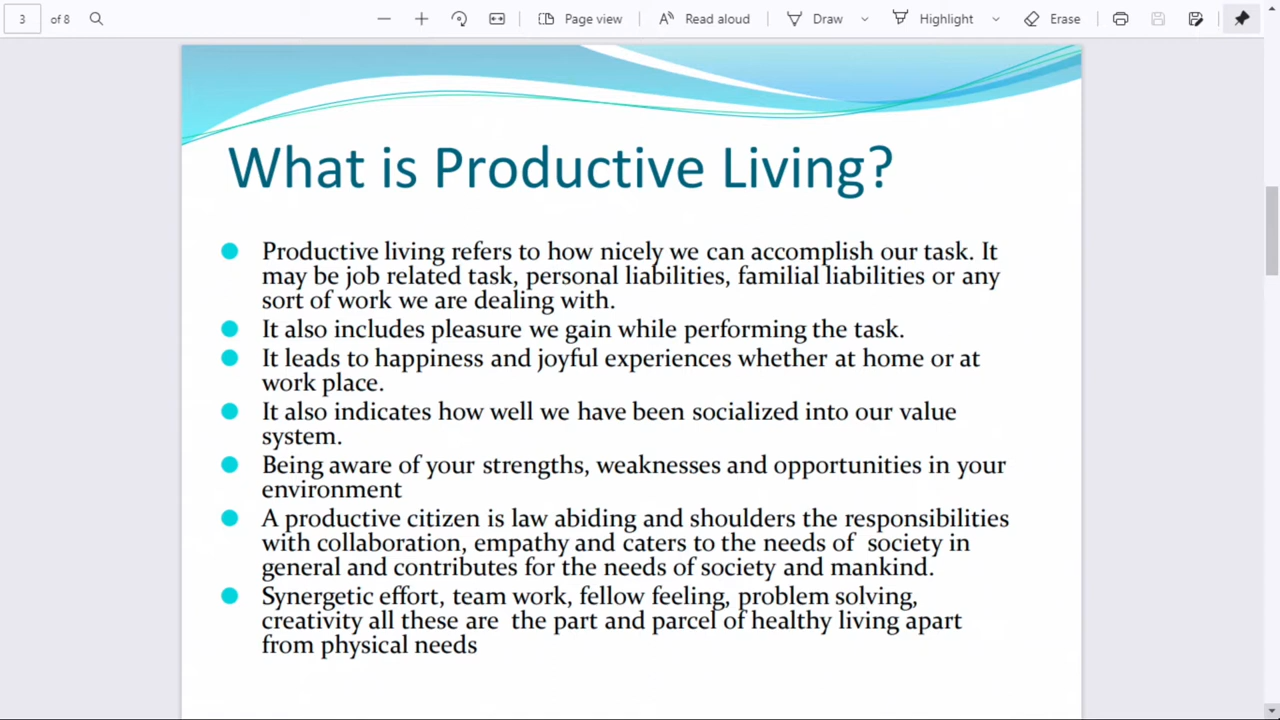 3 of 8 Page view Read aloud Draw Highlight Erase
What is Productive Living?
Productive living refers to how nicely we can accomplish our task. It
may be job related task, personal liabilities, familial liabilities or any
sort of work we are dealing with.
It also includes pleasure we gain while performing the task.
It leads to happiness and joyful experiences whether at home or at
work place.
It also indicates how well we have been socialized into our value
system.
Being aware of your strengths, weaknesses and opportunities in your
environment
A productive citizen is law abiding and shoulders the responsibilities
with collaboration, empathy and caters to the needs of society in
general and contributes for the needs of society and mankind.
Synergetic effort, team work, fellow feeling, problem solving,
creativity all these are the part and parcel of healthy living apart
from physical needs